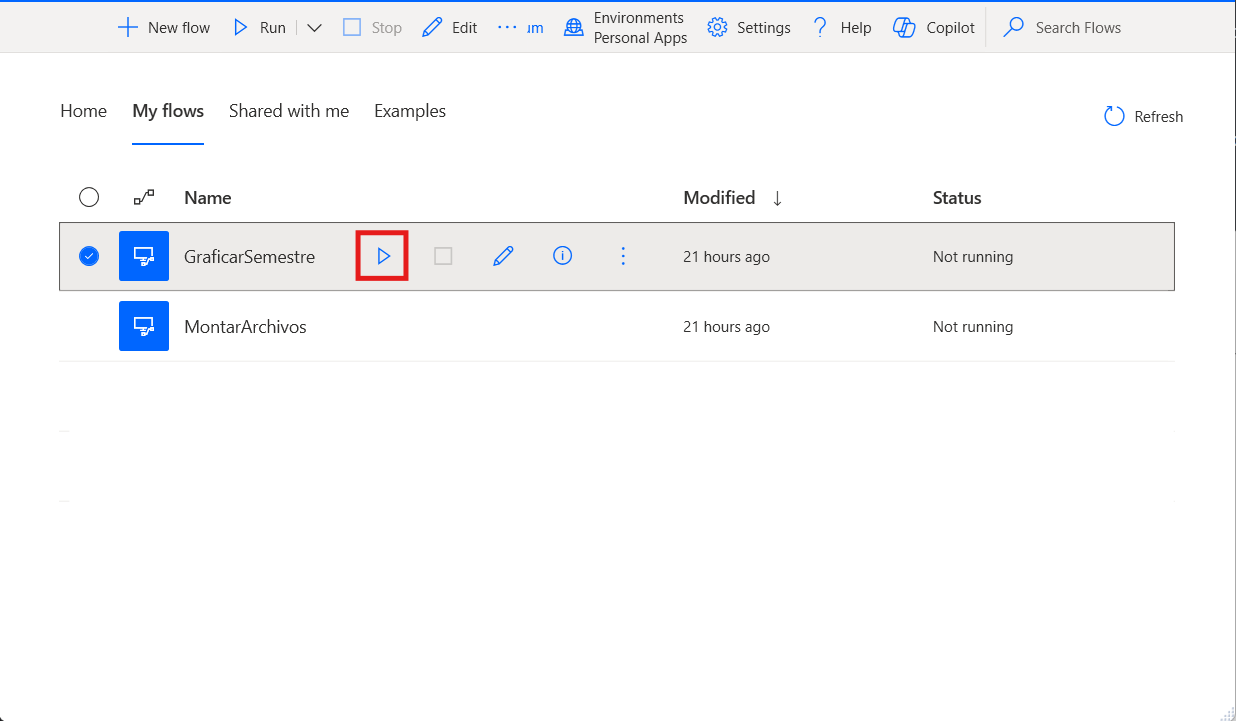 New flow Run Stop Edit ··· um Environments Settings ? Help Copilot Search Flows
Personal Apps
Home My flows Shared with me Examples Refresh
Name Modified ↓ Status
GraficarSemestre 21 hours ago Not running
MontarArchivos 21 hours ago Not running